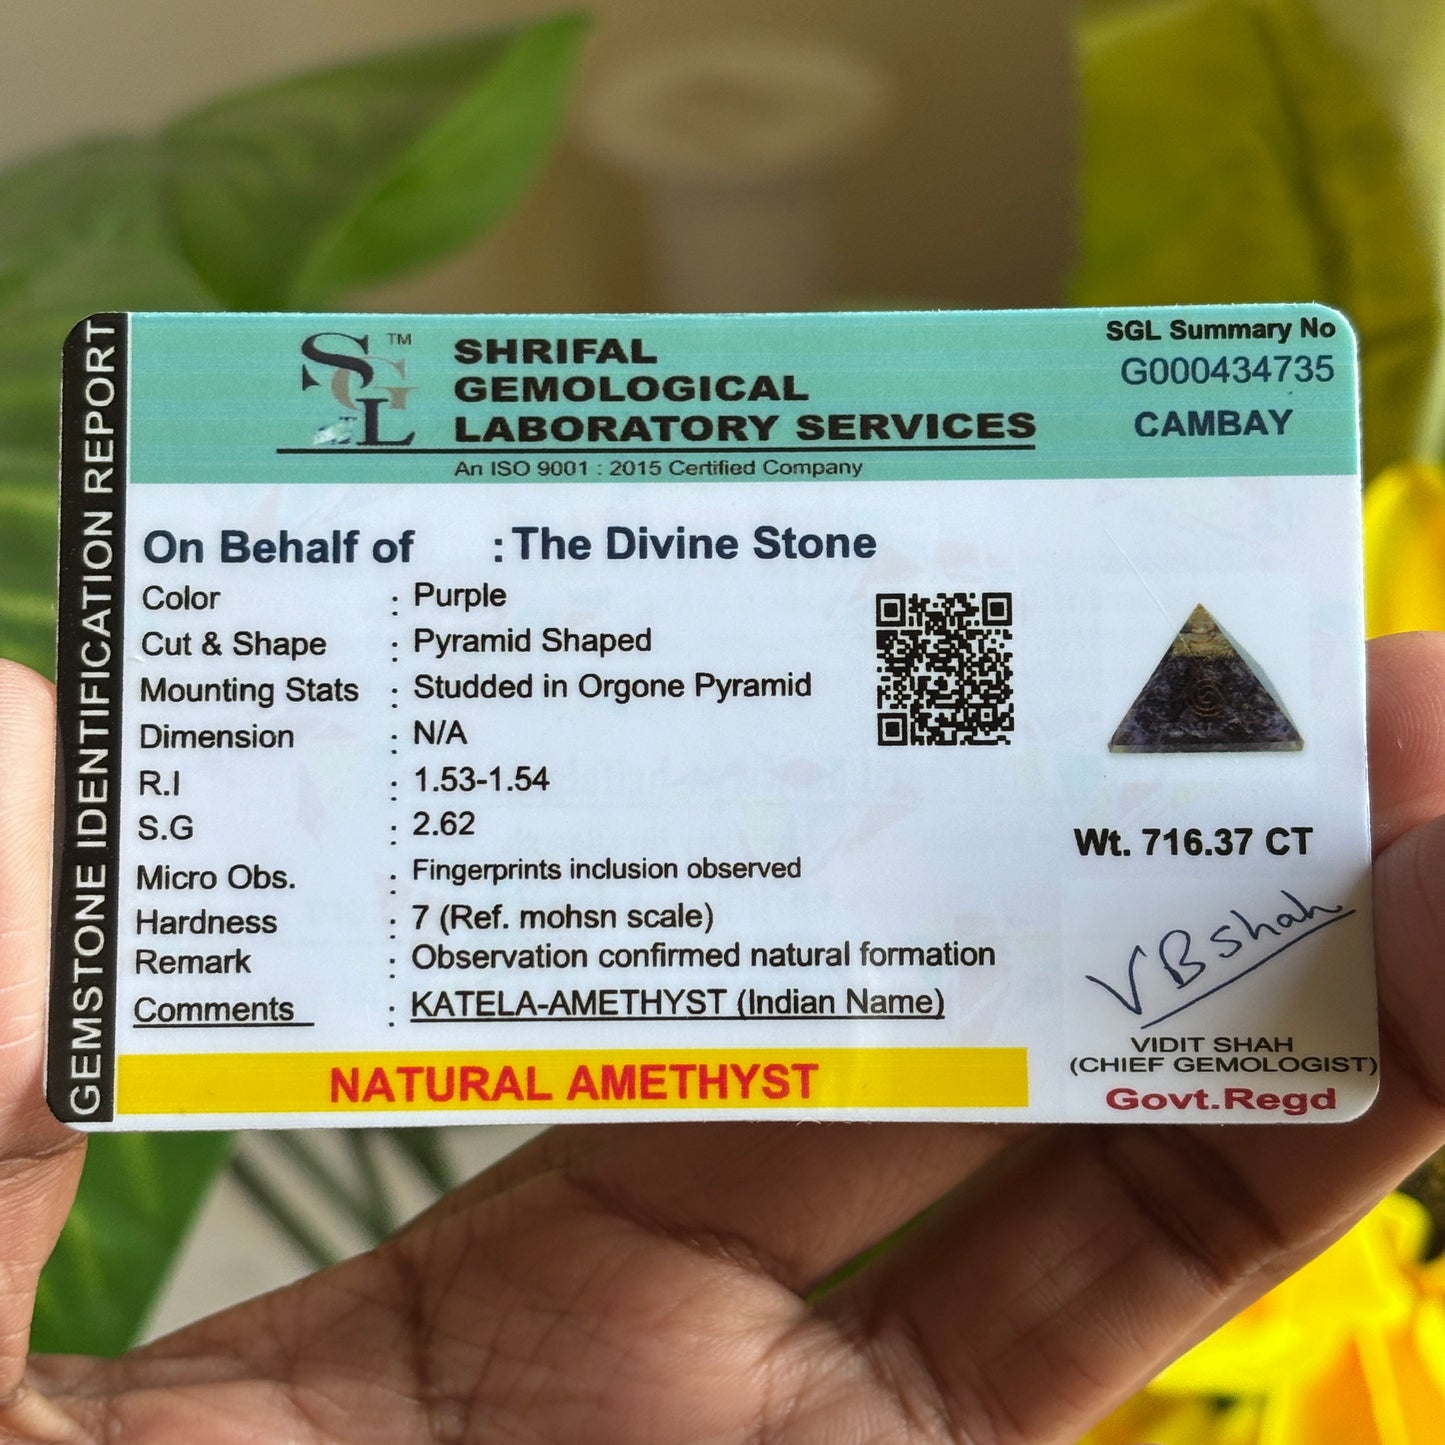 GEMSTONE IDENTIFICATION REPORT
SGL TM
SHRIFAL
GEMOLOGICAL
LABORATORY SERVICES
An ISO 9001 : 2015 Certified Company
SGL Summary No
G000434735
CAMBAY
On Behalf of : The Divine Stone
Color : Purple
Cut & Shape : Pyramid Shaped
Mounting Stats : Studded in Orgone Pyramid
Dimension : N/A
R.I : 1.53-1.54
S.G : 2.62
Micro Obs. : Fingerprints inclusion observed
Hardness : 7 (Ref. mohsn scale)
Remark : Observation confirmed natural formation
Comments : KATELA-AMETHYST (Indian Name)
NATURAL AMETHYST
Wt. 716.37 CT
VBshah
VIDIT SHAH
(CHIEF GEMOLOGIST)
Govt.Regd